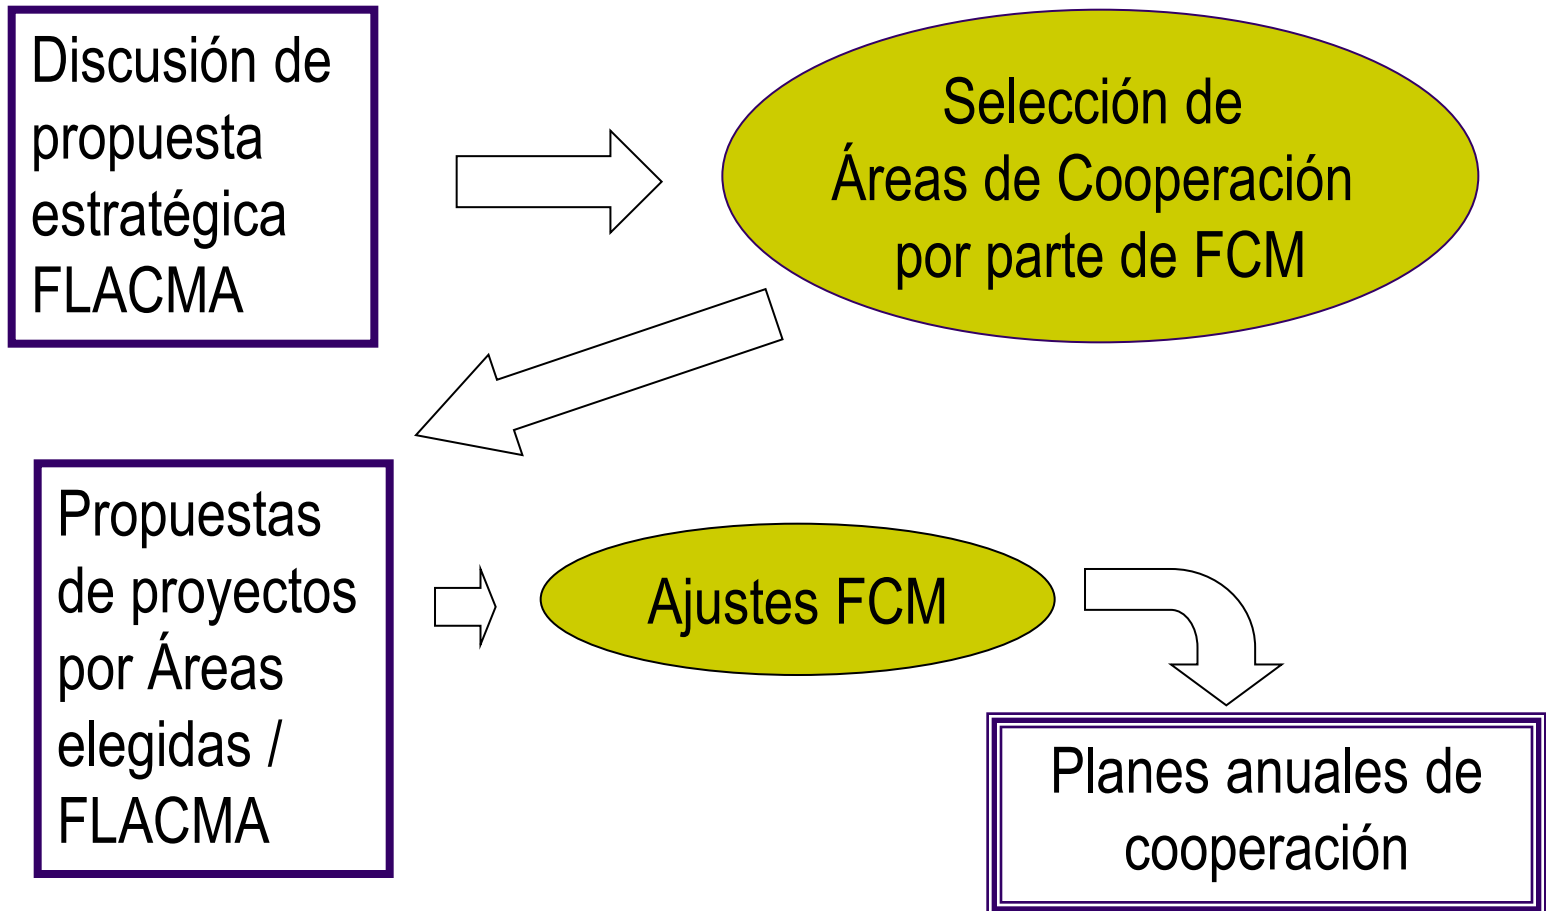 Discusión de
propuesta
estratégica
FLACMA
Selección de
Áreas de Cooperación
por parte de FCM
Propuestas
de proyectos
por Áreas
elegidas /
FLACMA
Ajustes FCM
Planes anuales de
cooperación